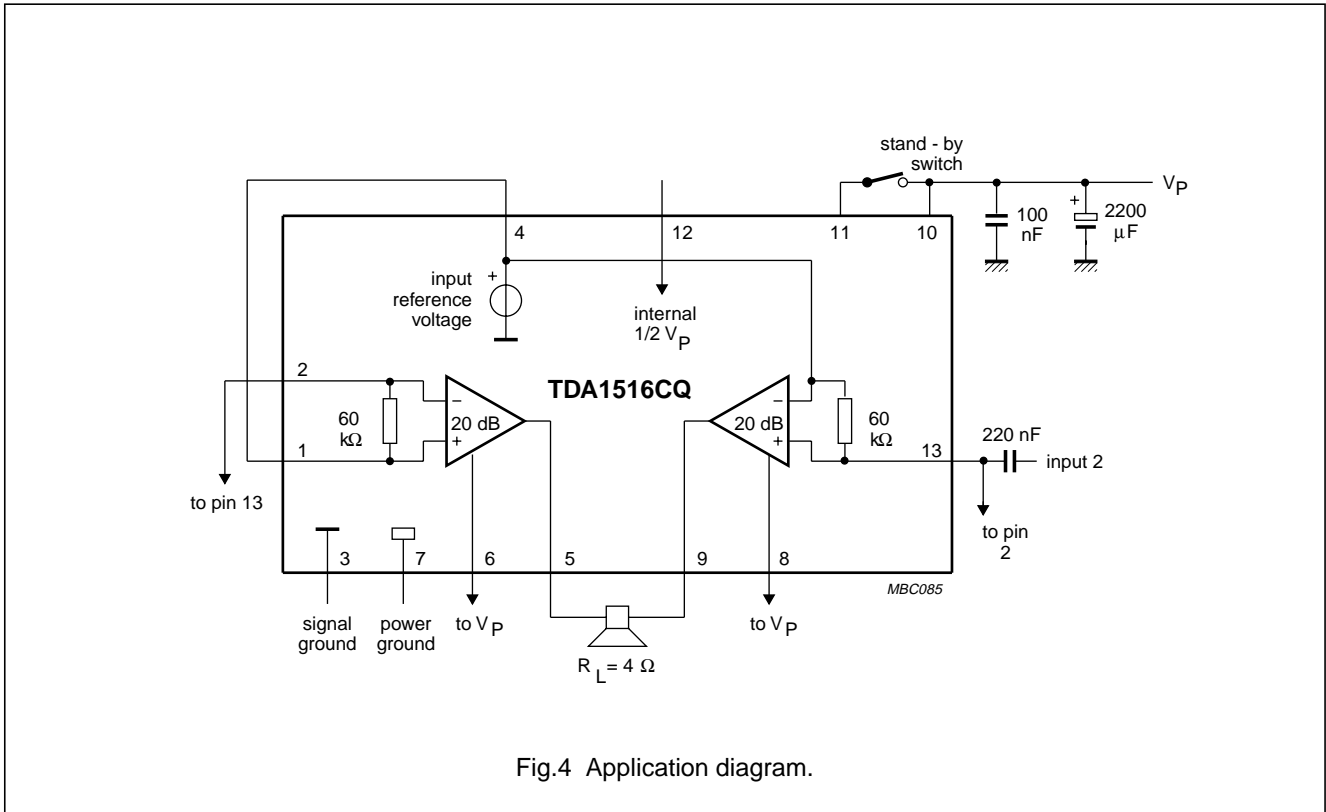 stand - by
switch
VP
100
nF
+
2200
μF
4
12
11
10
input
reference
voltage
+
internal
1/2 VP
TDA1516CQ
2
60
kΩ
−
20 dB
+
1
to pin 13
−
20 dB
+
60
kΩ
13
220 nF
input 2
to pin
2
3
7
6
5
9
8
MBC085
signal
ground
power
ground
to VP
to VP
RL = 4 Ω
Fig.4 Application diagram.